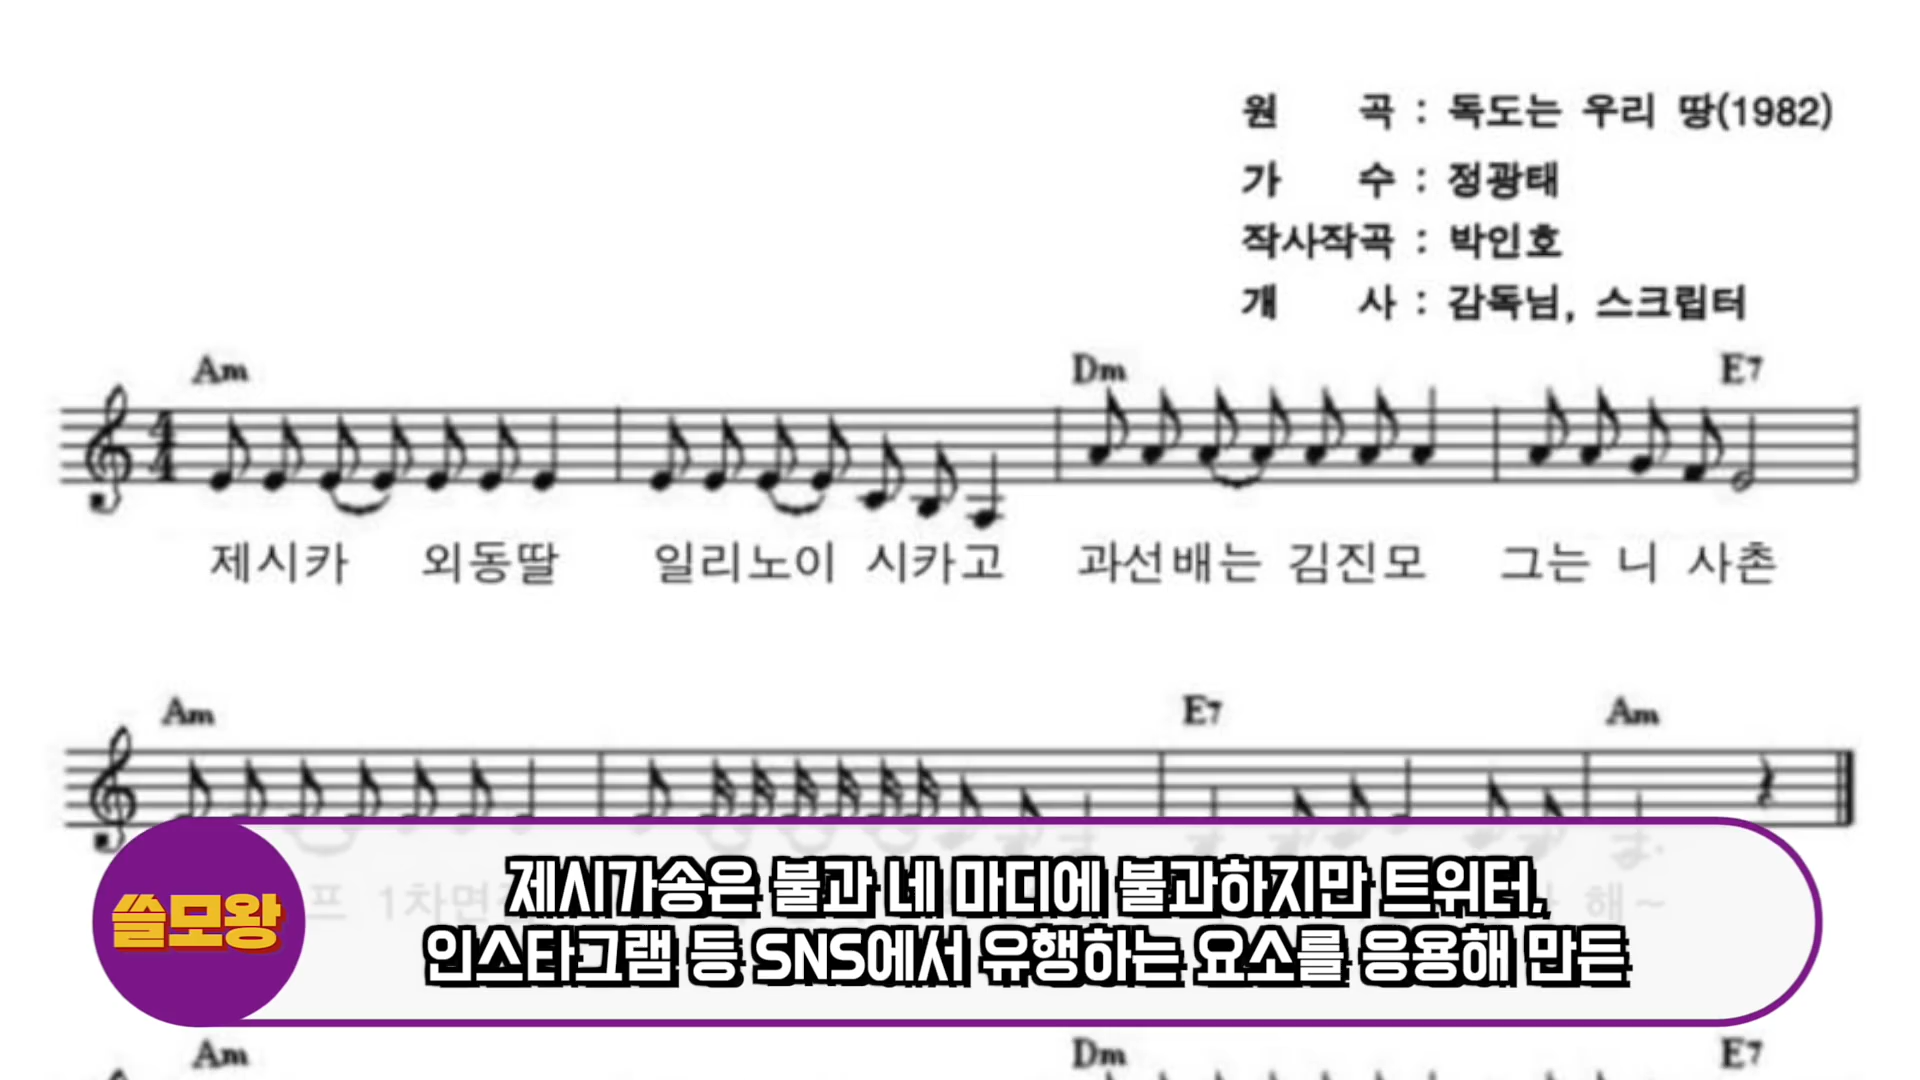 원 곡 : 독도는 우리 땅(1982)
가 수 : 정광태
작사작곡 : 박인호
개 사 : 감독님, 스크립터
Am Dm E7
제시카 외동딸 일리노이 시카고 과선배는 김진모 그는 니 사촌
Am E7 Am
프 1차면 해~
제시가송은 불과 네 마디에 불과하지만 트위터,
쓸모왕
인스타그램 등 SNS에서 유행하는 요소를 응용해 만든
Am Dm E7